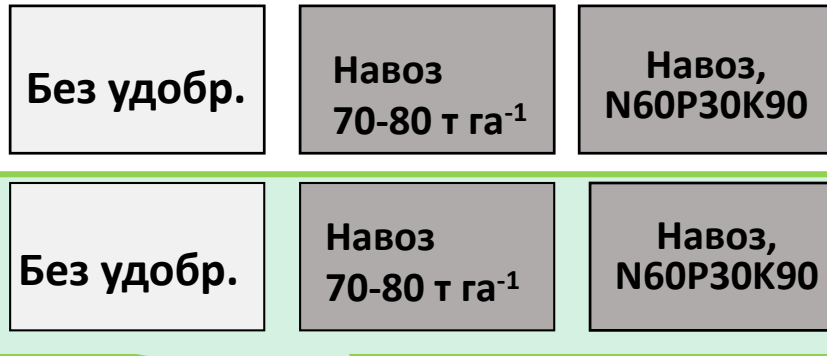 Без удобр.
Навоз
70-80 т га⁻¹
Навоз,
N60P30K90
Без удобр.
Навоз
70-80 т га⁻¹
Навоз,
N60P30K90